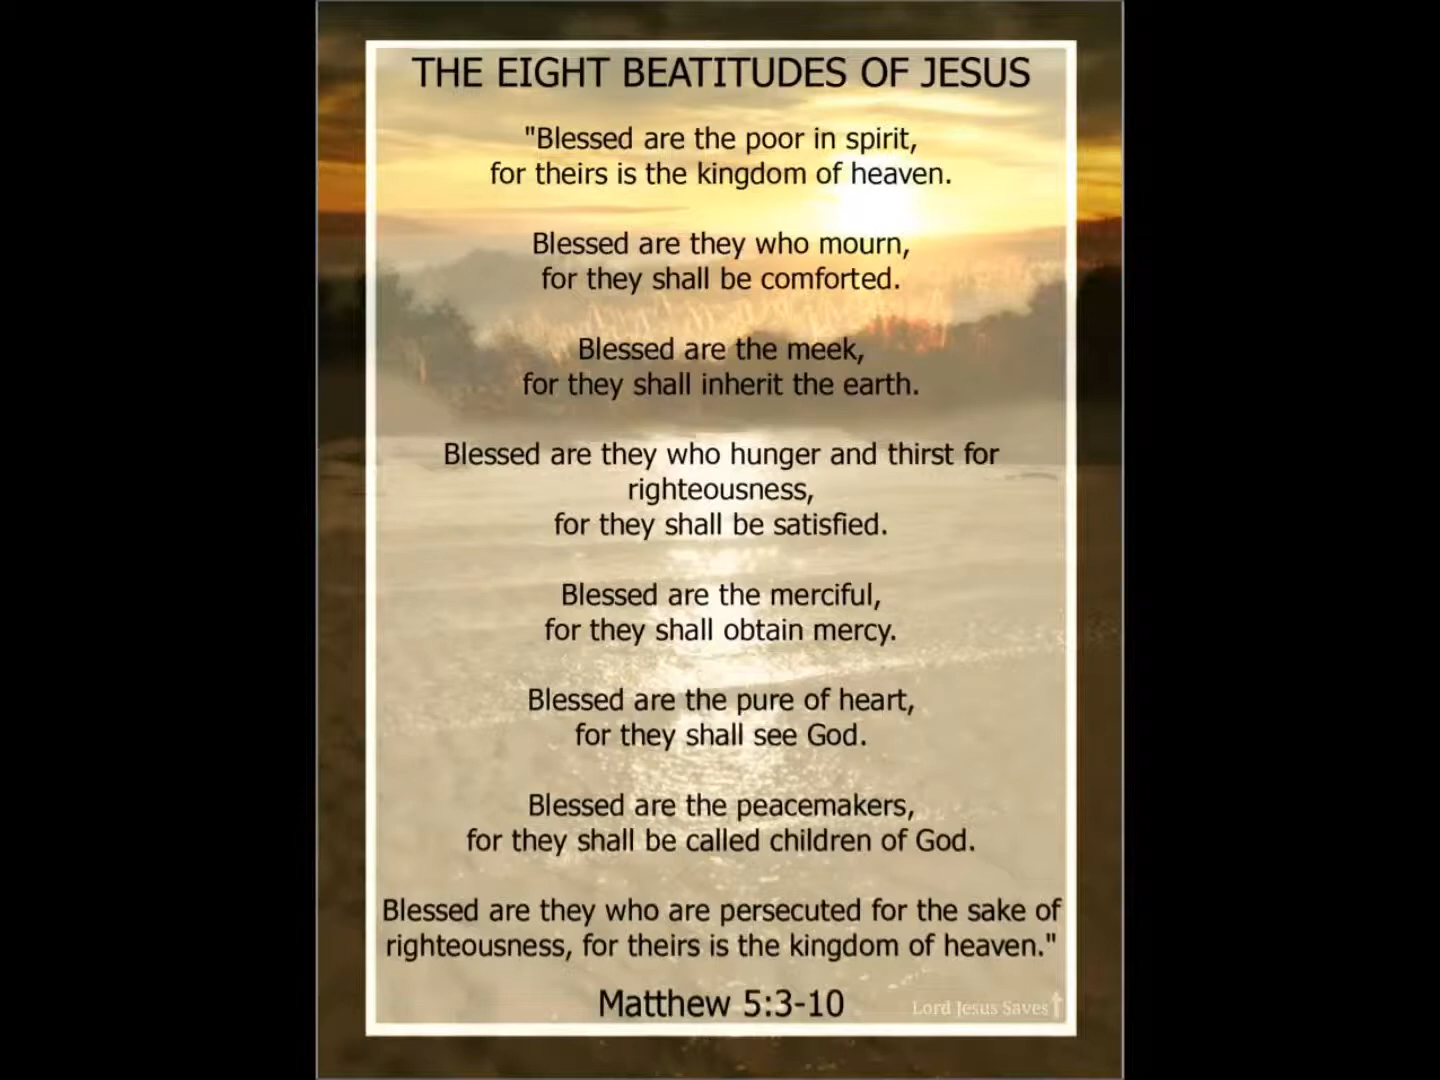 THE EIGHT BEATITUDES OF JESUS
"Blessed are the poor in spirit,
for theirs is the kingdom of heaven.
Blessed are they who mourn,
for they shall be comforted.
Blessed are the meek,
for they shall inherit the earth.
Blessed are they who hunger and thirst for
righteousness,
for they shall be satisfied.
Blessed are the merciful,
for they shall obtain mercy.
Blessed are the pure of heart,
for they shall see God.
Blessed are the peacemakers,
for they shall be called children of God.
Blessed are they who are persecuted for the sake of
righteousness, for theirs is the kingdom of heaven."
Matthew 5:3-10
Lord Jesus Saves